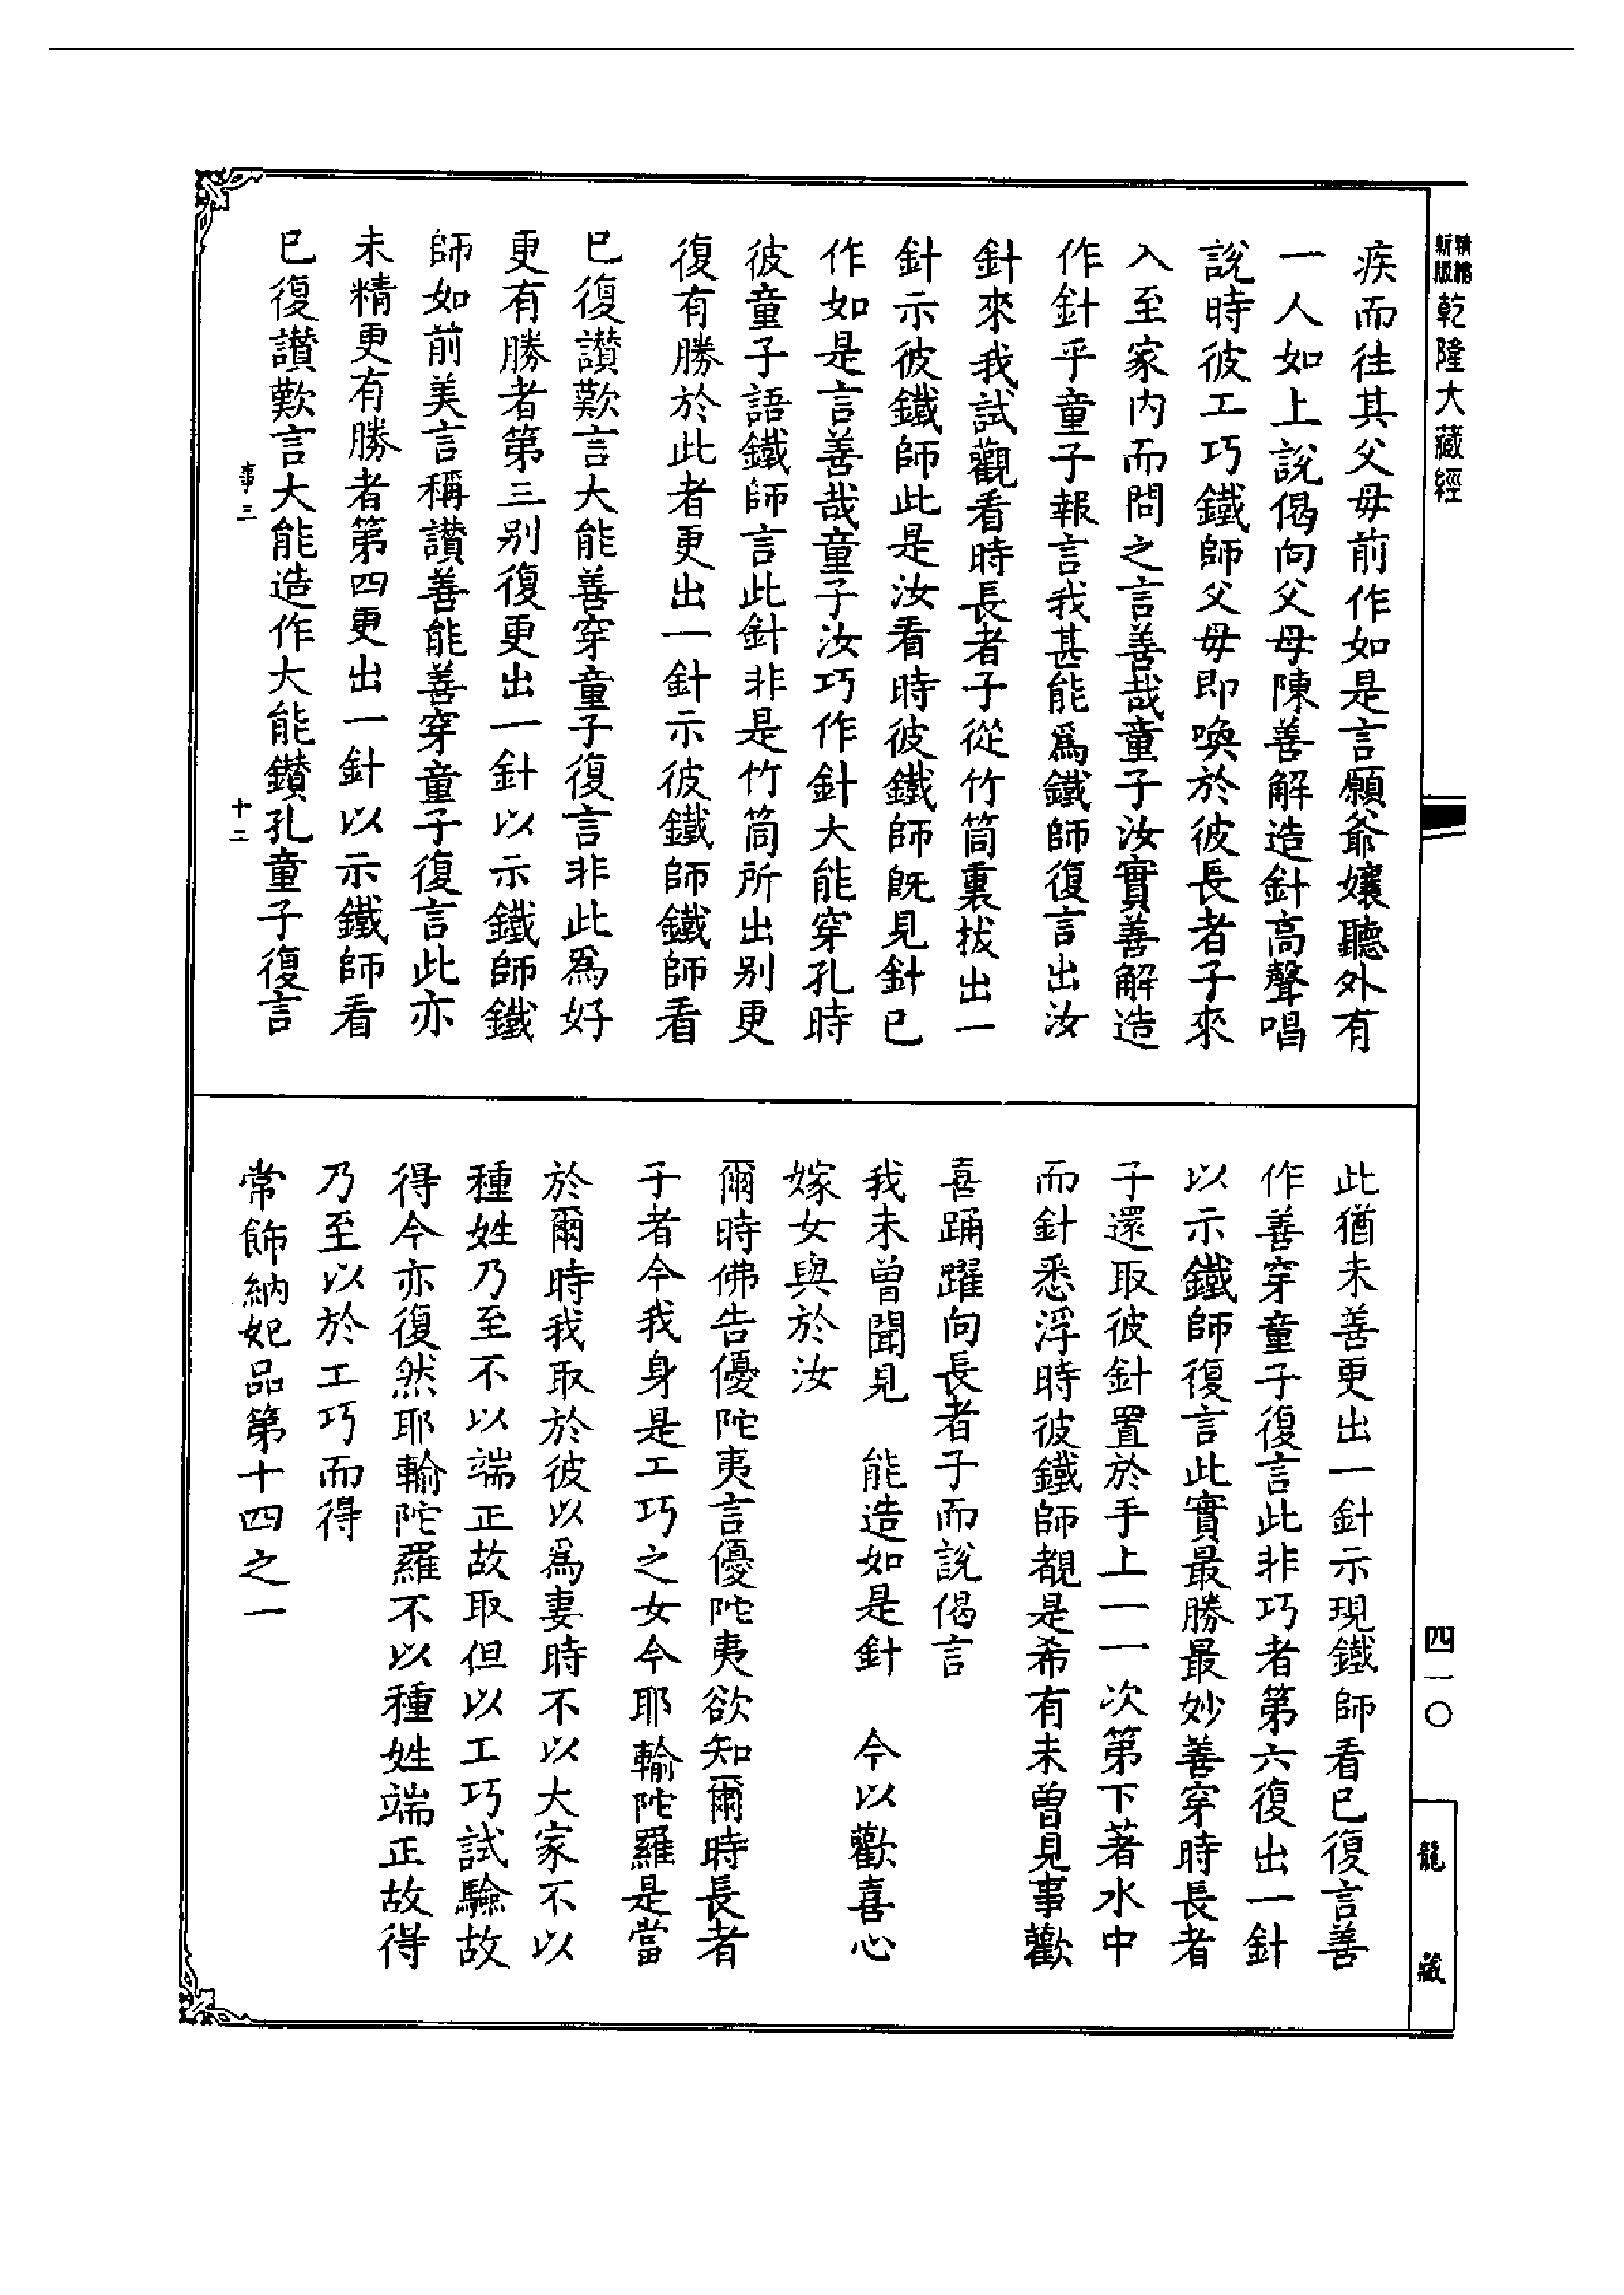 精縮
新版
乾隆大藏經
疾而往其父毋前作如是言願爺孃聽外有
一人如上說偈向父母陳善解造針高聲唱
說時彼工巧鐵師父毋即喚於彼長者子來
入至家内而問之言善哉童子汝實善解造
作針乎童子報言我甚能爲鐵師復言出汝
針來我試觀看時長者子從竹筒裏拔出一
針示彼鐵師此是汝看時彼鐵師旣見針已
作如是言善哉童子汝巧作針大能穿孔時
彼童子語鐵師言此針非是竹筒所出别更
復有勝於此者更出一針示彼鐵師鐵師看
已復讃歎言大能善穿童子復言非此爲好
更有勝者第三别復更出一針以示鐵師鐵
師如前美言稱讃善能善穿童子復言此亦
未精更有勝者第四更出一針以示鐵師看
已復讃歎言大能造作大能鑚孔童子復言
事三
十二
此猶未善更出一針示現鐵師看已復言善
作善穿童子復言此非巧者第六復出一針
以示鐵師復言此實最勝最妙善穿時長者
子還取彼針置於手上一一次第下著水中
而針悉浮時彼鐵師覩是希有未曾見事歡
喜踊躍向長者子而說偈言
我未曾聞見　能造如是針　今以歡喜心
嫁女與於汝
爾時佛告優陀夷言優陀夷欲知爾時長者
子者今我身是工巧之女今耶輸陀羅是當
於爾時我取於彼以爲妻時不以大家不以
種姓乃至不以端正故取但以工巧試驗故
得今亦復然耶輸陀羅不以種姓端正故得
乃至以於工巧而得
常飾納妃品第十四之一
四一〇
龍藏